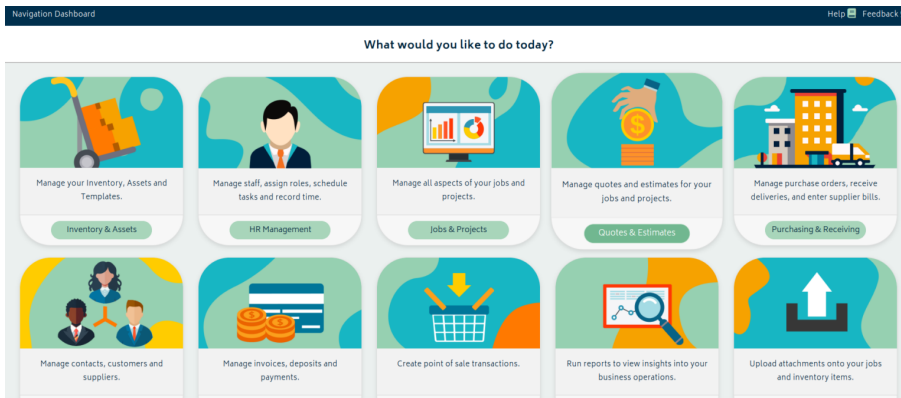 Navigation Dashboard
Help Feedback
What would you like to do today?
Manage your Inventory, Assets and
Templates.
Inventory & Assets
Manage staff, assign roles, schedule
tasks and record time.
HR Management
Manage all aspects of your jobs and
projects.
Jobs & Projects
Manage quotes and estimates for your
jobs and projects.
Quotes & Estimates
Manage purchase orders, receive
deliveries, and enter supplier bills.
Purchasing & Receiving
Manage contacts, customers and
suppliers.
Manage invoices, deposits and
payments.
Create point of sale transactions.
Run reports to view insights into your
business operations.
Upload attachments onto your jobs
and inventory items.